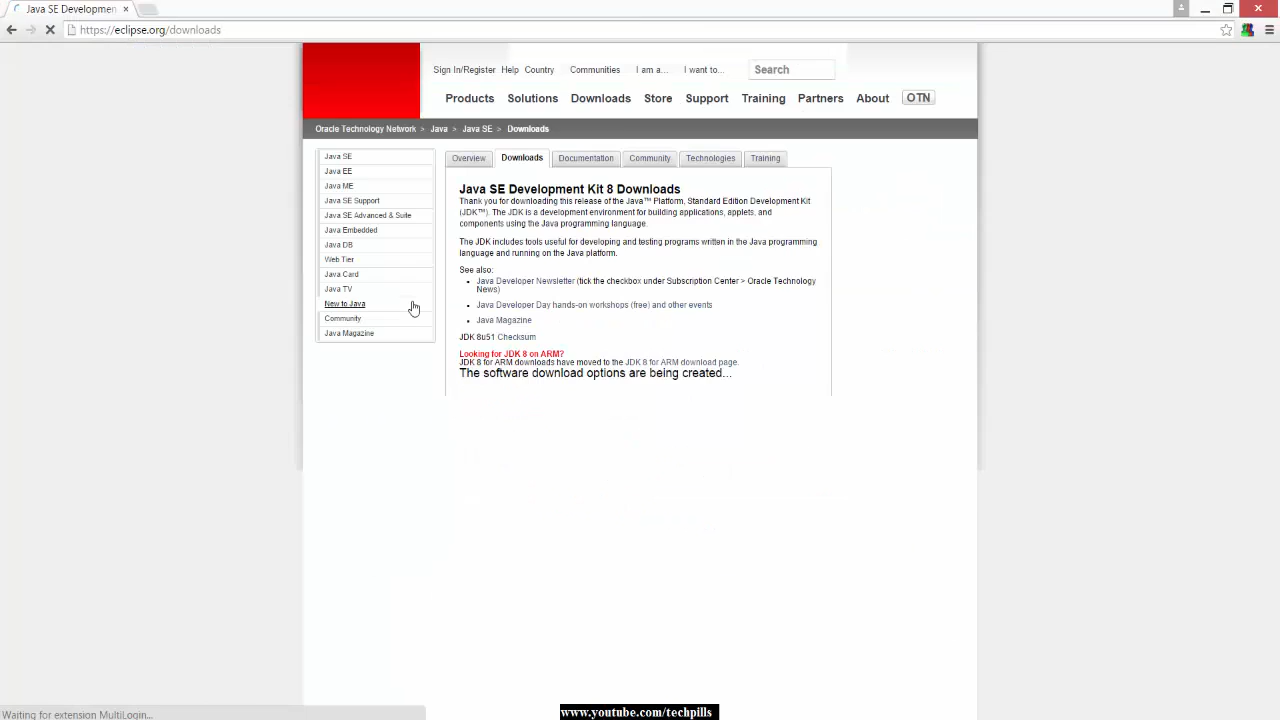 Java SE Developmen
https://eclipse.org/downloads
Sign In/Register Help Country Communities I am a... I want to... Search
Products Solutions Downloads Store Support Training Partners About OTN
Oracle Technology Network > Java > Java SE > Downloads
Java SE
Java EE
Java ME
Java SE Support
Java SE Advanced & Suite
Java Embedded
Java DB
Web Tier
Java Card
Java TV
New to Java
Community
Java Magazine
Overview Downloads Documentation Community Technologies Training
Java SE Development Kit 8 Downloads
Thank you for downloading this release of the Java™ Platform, Standard Edition Development Kit
(JDK™). The JDK is a development environment for building applications, applets, and
components using the Java programming language.
The JDK includes tools useful for developing and testing programs written in the Java programming
language and running on the Java platform.
See also:
• Java Developer Newsletter (tick the checkbox under Subscription Center > Oracle Technology
News)
• Java Developer Day hands-on workshops (free) and other events
• Java Magazine
JDK 8u51 Checksum
Looking for JDK 8 on ARM?
JDK 8 for ARM downloads have moved to the JDK 8 for ARM download page.
The software download options are being created...
Waiting for extension MultiLogin...
www.youtube.com/techpills